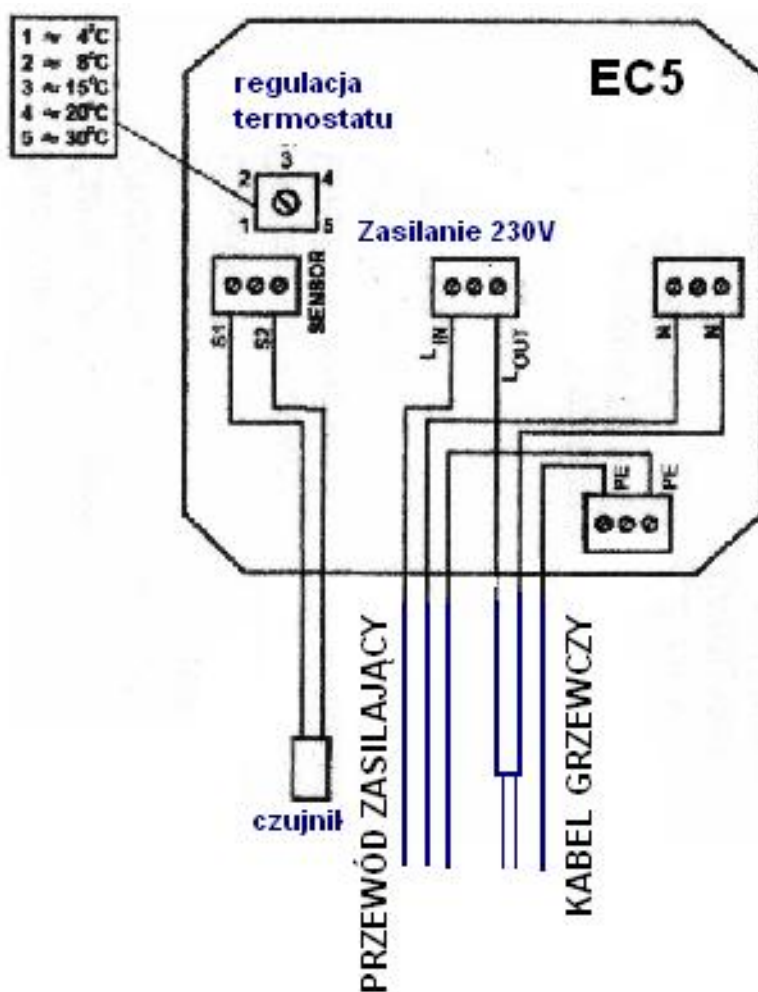 1 ≈ 4°C
2 ≈ 8°C
3 ≈ 15°C
4 ≈ 20°C
5 ≈ 30°C
EC5
regulacja
termostatu
3
2
4
1
5
Zasilanie 230V
SENSOR
S1
S2
L IN
L OUT
N
N
PE
PE
PRZEWÓD ZASILAJĄCY
KABEL GRZEWCZY
czujnik